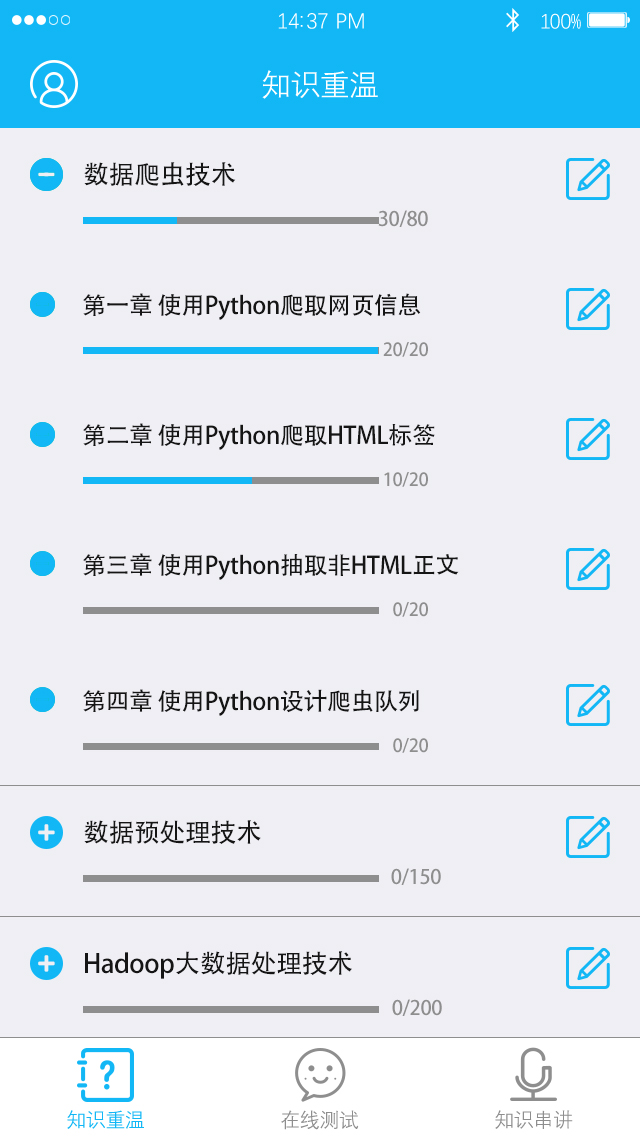 14:37 PM
100%
知识重温
数据爬虫技术
30/80
第一章 使用Python爬取网页信息
20/20
第二章 使用Python爬取HTML标签
10/20
第三章 使用Python抽取非HTML正文
0/20
第四章 使用Python设计爬虫队列
0/20
数据预处理技术
0/150
Hadoop大数据处理技术
0/200
?
知识重温
在线测试
知识串讲